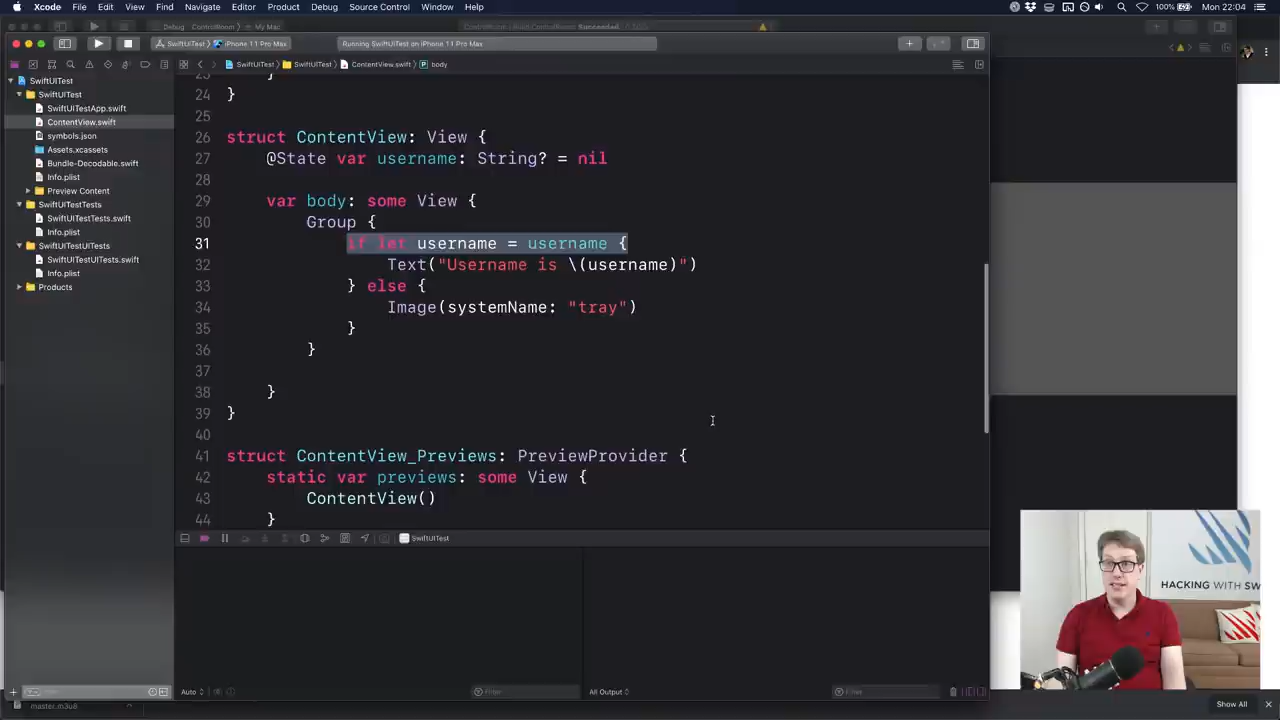 Xcode File Edit View Find Navigate Editor Product Debug Source Control Window Help 100% Mon 22:04
SwiftUITest iPhone 11 Pro Max Running SwiftUITest on iPhone 11 Pro Max
SwiftUITest SwiftUITest ContentView.swift body
SwiftUITest
SwiftUITest
SwiftUITestApp.swift
ContentView.swift
symbols.json
Assets.xcassets
Bundle-Decodable.swift
Info.plist
Preview Content
SwiftUITestTests
SwiftUITestTests.swift
Info.plist
SwiftUITestUITests
SwiftUITestUITests.swift
Info.plist
Products
23 }
24 }
25
26 struct ContentView: View {
27 @State var username: String? = nil
28
29 var body: some View {
30 Group {
31 if let username = username {
32 Text("Username is \(username)")
33 } else {
34 Image(systemName: "tray")
35 }
36 }
37
38 }
39 }
40
41 struct ContentView_Previews: PreviewProvider {
42 static var previews: some View {
43 ContentView()
44 }
SwiftUITest
Auto Filter All Output Filter
HACKING WITH SW
master.m3u8 Show All